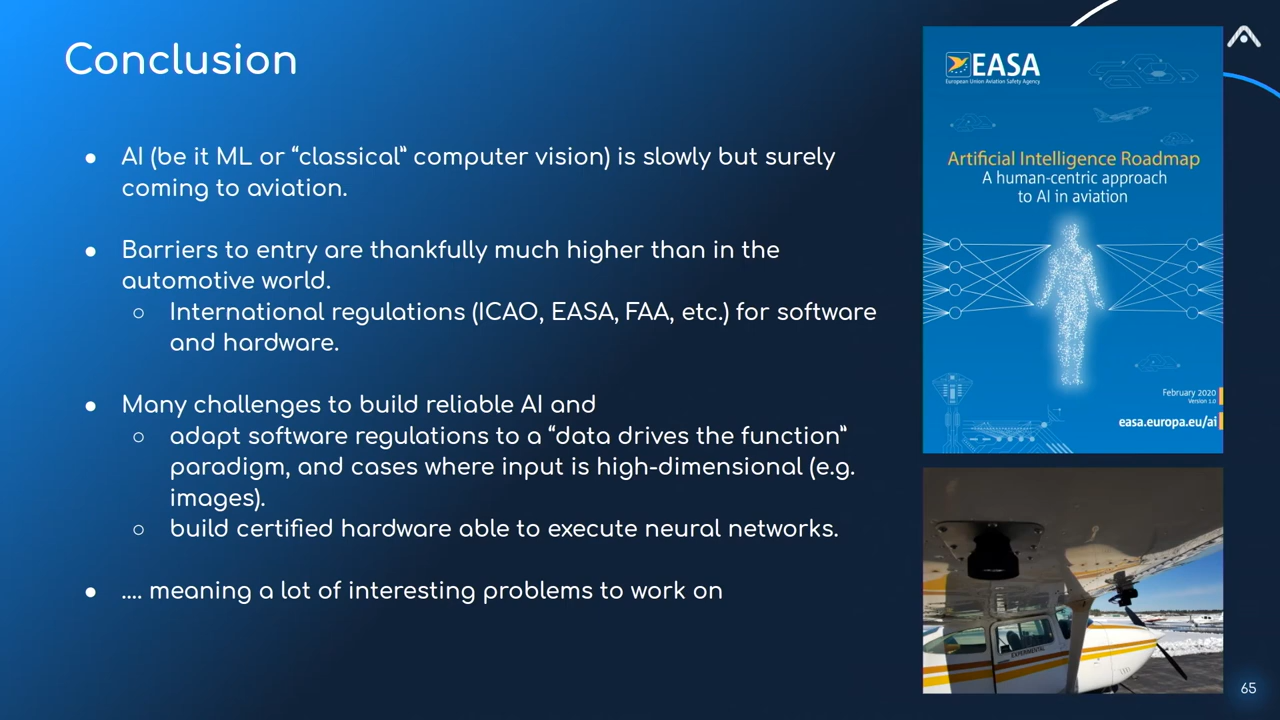 Conclusion
● AI (be it ML or “classical” computer vision) is slowly but surely
coming to aviation.
● Barriers to entry are thankfully much higher than in the
automotive world.
○ International regulations (ICAO, EASA, FAA, etc.) for software
and hardware.
● Many challenges to build reliable AI and
○ adapt software regulations to a “data drives the function”
paradigm, and cases where input is high-dimensional (e.g.
images).
○ build certified hardware able to execute neural networks.
● .... meaning a lot of interesting problems to work on
EASA
European Union Aviation Safety Agency
Artificial Intelligence Roadmap
A human-centric approach
to AI in aviation
February 2020
Version 1.0
easa.europa.eu/ai
EXPERIMENTAL
65